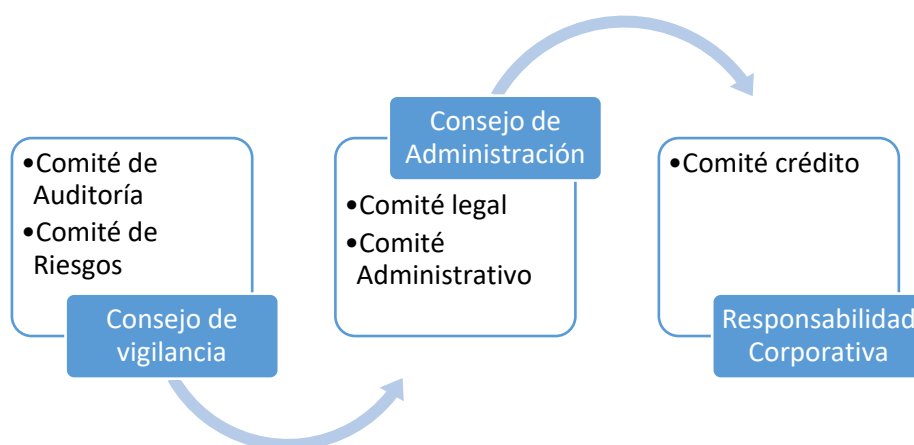 •Comité de
Auditoría
•Comité de
Riesgos
Consejo de
vigilancia
Consejo de
Administración
•Comité legal
•Comité
Administrativo
•Comité crédito
Responsabilidad
Corporativa